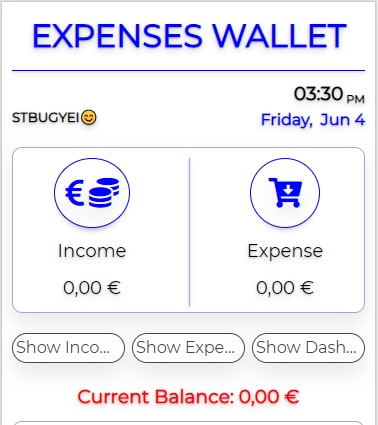 EXPENSES WALLET
03:30 PM
STBUGYEI😊
Friday, Jun 4
€
Income
Expense
0,00 €
0,00 €
Show Inco...
Show Expe...
Show Dash...
Current Balance: 0,00 €